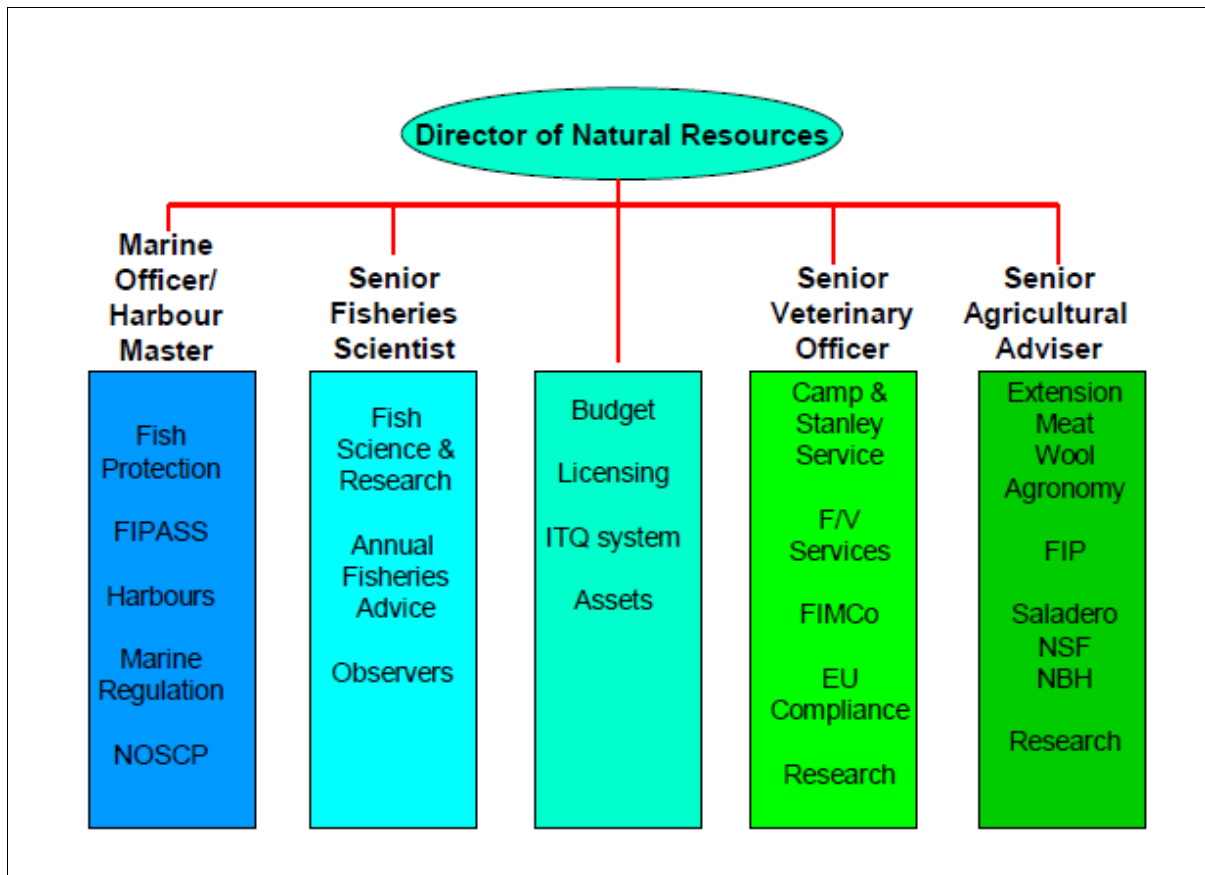 Director of Natural Resources
Marine
Officer/
Harbour
Master
Senior
Fisheries
Scientist
Senior
Veterinary
Officer
Senior
Agricultural
Adviser
Fish
Protection
FIPASS
Harbours
Marine
Regulation
NOSCP
Fish
Science &
Research
Annual
Fisheries
Advice
Observers
Budget
Licensing
ITQ system
Assets
Camp &
Stanley
Service
F/V
Services
FIMCo
EU
Compliance
Research
Extension
Meat
Wool
Agronomy
FIP
Saladero
NSF
NBH
Research